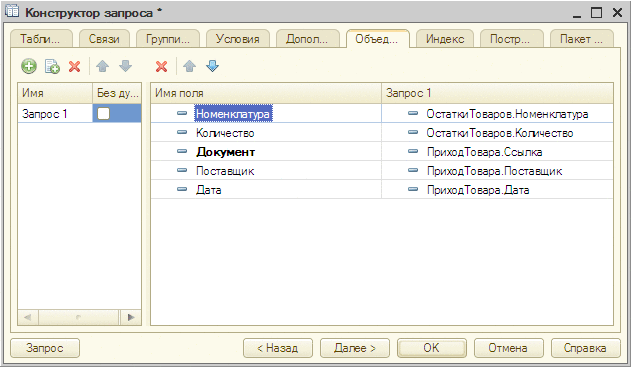 Конструктор запроса *
Табли... Связи Группи... Условия Допол... Объед... Индекс Постр... Пакет ...
Имя Без ду... Имя поля Запрос 1
Запрос 1 Номенклатура ОстаткиТоваров.Номенклатура
Количество ОстаткиТоваров.Количество
Документ ПриходТовара.Ссылка
Поставщик ПриходТовара.Поставщик
Дата ПриходТовара.Дата
Запрос < Назад Далее > OK Отмена Справка